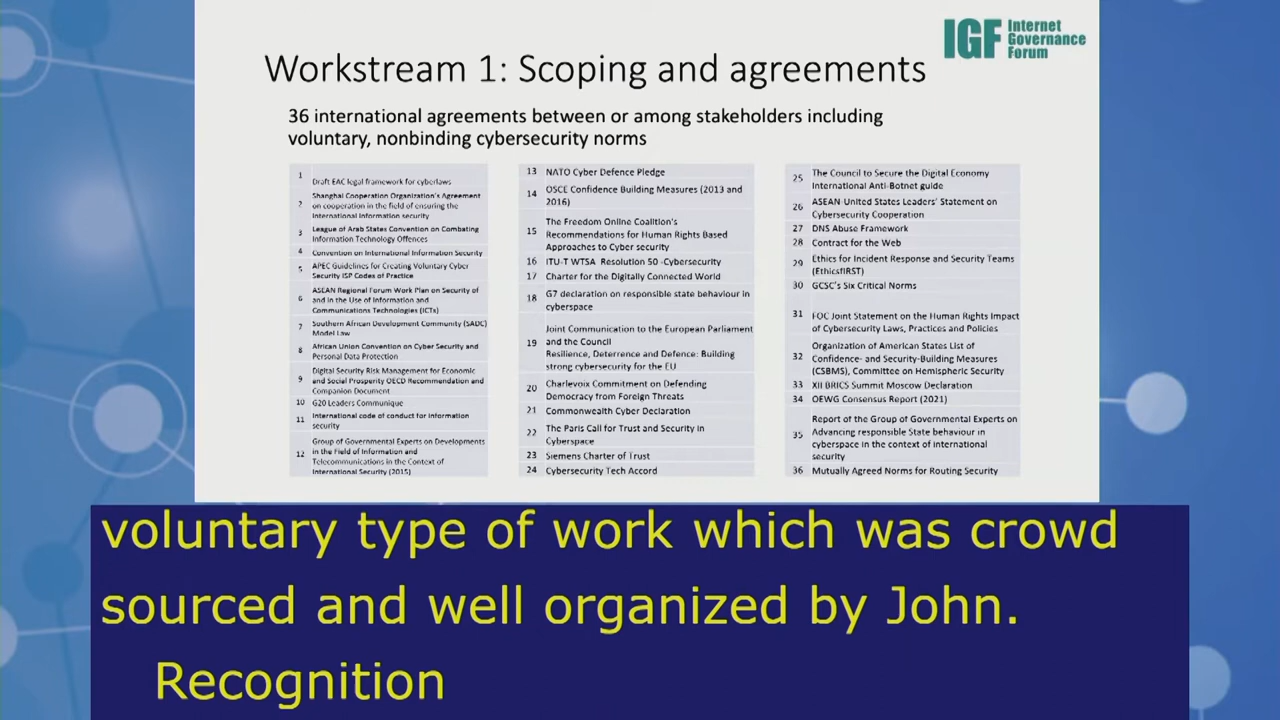 IGF Internet
Governance
Forum
Workstream 1: Scoping and agreements
36 international agreements between or among stakeholders including
voluntary, nonbinding cybersecurity norms
1 Draft EAC legal framework for cyberlaws
2 Shanghai Cooperation Organization's Agreement
on cooperation in the field of ensuring the
International Information security
3 League of Arab States Convention on Combating
Information Technology Offences
4 Convention on International Information Security
5 APEC Guidelines for Creating Voluntary Cyber
Security ISP Codes of Practice
6 ASEAN Regional Forum Work Plan on Security of
and in the Use of Information and
Communications Technologies (ICTs)
7 Southern African Development Community (SADC)
Model Law
8 African Union Convention on Cyber Security and
Personal Data Protection
9 Digital Security Risk Management for Economic
and Social Prosperity OECD Recommendation and
Companion Document
10 G20 Leaders Communique
11 International code of conduct for information
security
12 Group of Governmental Experts on Developments
in the Field of Information and
Telecommunications in the Context of
International Security (2015)
13 NATO Cyber Defence Pledge
14 OSCE Confidence Building Measures (2013 and
2016)
15 The Freedom Online Coalition's
Recommendations for Human Rights Based
Approaches to Cyber security
16 ITU-T WTSA Resolution 50 -Cybersecurity
17 Charter for the Digitally Connected World
18 G7 declaration on responsible state behaviour in
cyberspace
19 Joint Communication to the European Parliament
and the Council
Resilience, Deterrence and Defence: Building
strong cybersecurity for the EU
20 Charlevoix Commitment on Defending
Democracy from Foreign Threats
21 Commonwealth Cyber Declaration
22 The Paris Call for Trust and Security in
Cyberspace
23 Siemens Charter of Trust
24 Cybersecurity Tech Accord
25 The Council to Secure the Digital Economy
International Anti-Botnet guide
26 ASEAN-United States Leaders' Statement on
Cybersecurity Cooperation
27 DNS Abuse Framework
28 Contract for the Web
29 Ethics for Incident Response and Security Teams
(EthicsfIRST)
30 GCSC's Six Critical Norms
31 FOC Joint Statement on the Human Rights Impact
of Cybersecurity Laws, Practices and Policies
32 Organization of American States List of
Confidence- and Security-Building Measures
(CSBMS), Committee on Hemispheric Security
33 XII BRICS Summit Moscow Declaration
34 OEWG Consensus Report (2021)
35 Report of the Group of Governmental Experts on
Advancing responsible State behaviour in
cyberspace in the context of international
security
36 Mutually Agreed Norms for Routing Security
voluntary type of work which was crowd
sourced and well organized by John.
Recognition